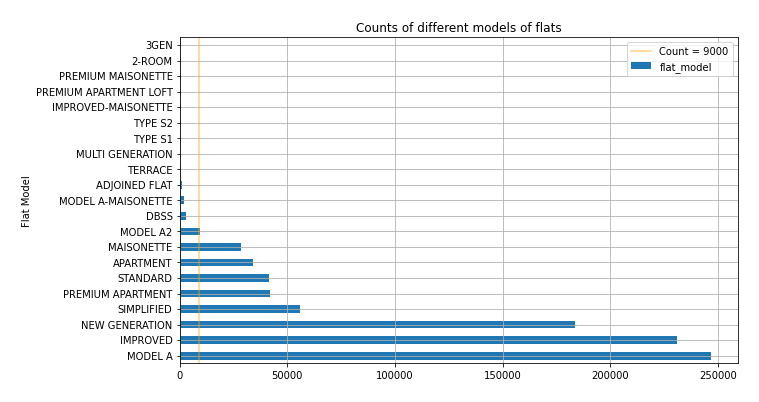 Counts of different models of flats
Count = 9000
flat_model
Flat Model
3GEN
2-ROOM
PREMIUM MAISONETTE
PREMIUM APARTMENT LOFT
IMPROVED-MAISONETTE
TYPE S2
TYPE S1
MULTI GENERATION
TERRACE
ADJOINED FLAT
MODEL A-MAISONETTE
DBSS
MODEL A2
MAISONETTE
APARTMENT
STANDARD
PREMIUM APARTMENT
SIMPLIFIED
NEW GENERATION
IMPROVED
MODEL A
0 50000 100000 150000 200000 250000